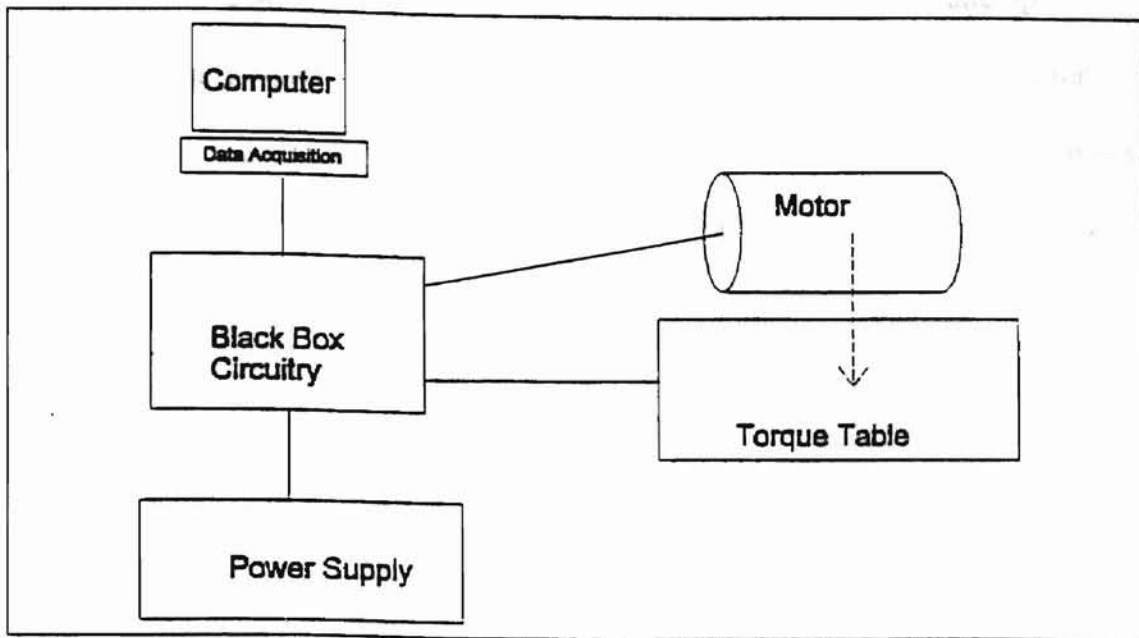 Computer
Data Acquisition
Motor
Black Box
Circuitry
Torque Table
Power Supply